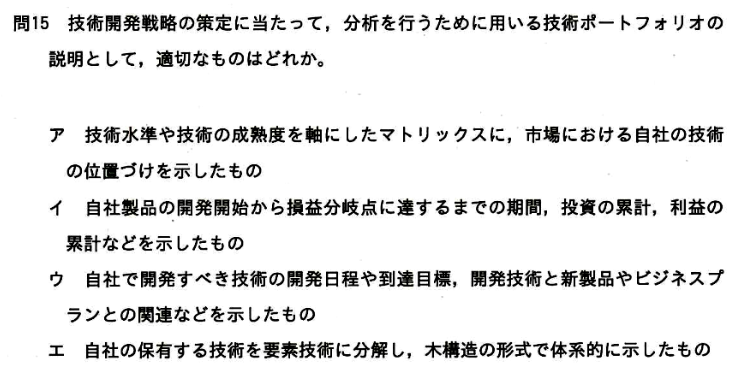 問15 技術開発戦略の策定に当たって，分析を行うために用いる技術ポートフォリオの
説明として，適切なものはどれか。
ア 技術水準や技術の成熟度を軸にしたマトリックスに，市場における自社の技術
の位置づけを示したもの
イ 自社製品の開発開始から損益分岐点に達するまでの期間，投資の累計，利益の
累計などを示したもの
ウ 自社で開発すべき技術の開発日程や到達目標，開発技術と新製品やビジネスプ
ランとの関連などを示したもの
エ 自社の保有する技術を要素技術に分解し，木構造の形式で体系的に示したもの